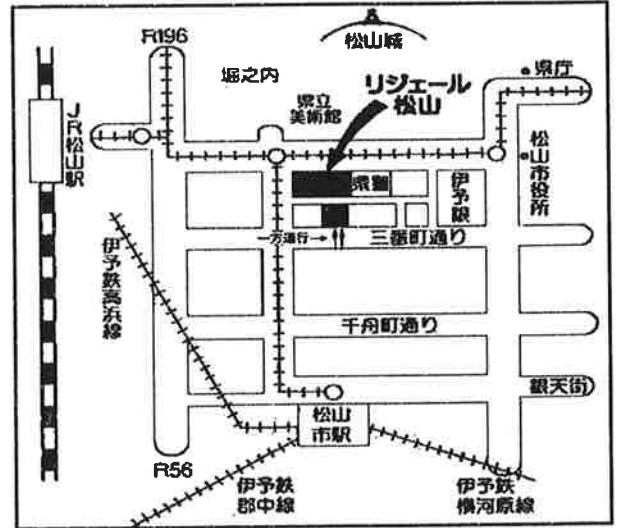 松山城
R196
堀之内
県庁
県立
美術館
リジェール
松山
JR松山駅
松山市役所
県警
伊予銀
一方通行
三番町通り
伊予鉄高浜線
千舟町通り
銀天街
松山
市駅
R56
伊予鉄
郡中線
伊予鉄
横河原線